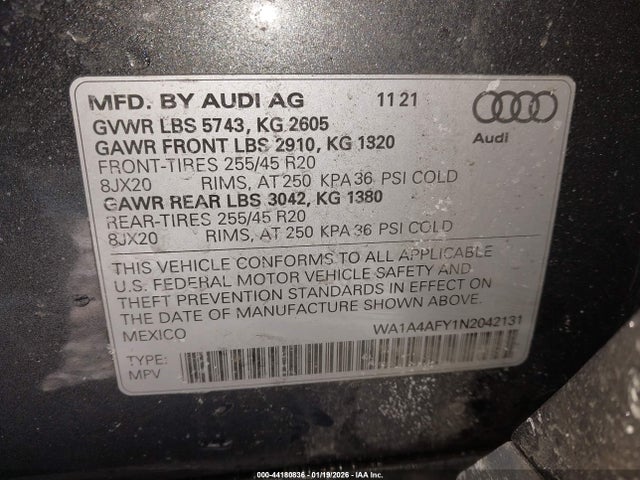 MFD. BY AUDI AG 11 21
Audi
GVWR LBS 5743, KG 2605
GAWR FRONT LBS 2910, KG 1320
FRONT-TIRES 255/45 R20
8JX20 RIMS, AT 250 KPA 36 PSI COLD
GAWR REAR LBS 3042, KG 1380
REAR-TIRES 255/45 R20
8JX20 RIMS, AT 250 KPA 36 PSI COLD
THIS VEHICLE CONFORMS TO ALL APPLICABLE
U.S. FEDERAL MOTOR VEHICLE SAFETY AND
THEFT PREVENTION STANDARDS IN EFFECT ON
THE DATE OF MANUFACTURE SHOWN ABOVE.
MEXICO WA1A4AFY1N2042131
TYPE:
MPV
000-44180836 - 01/19/2026 - IAA Inc.